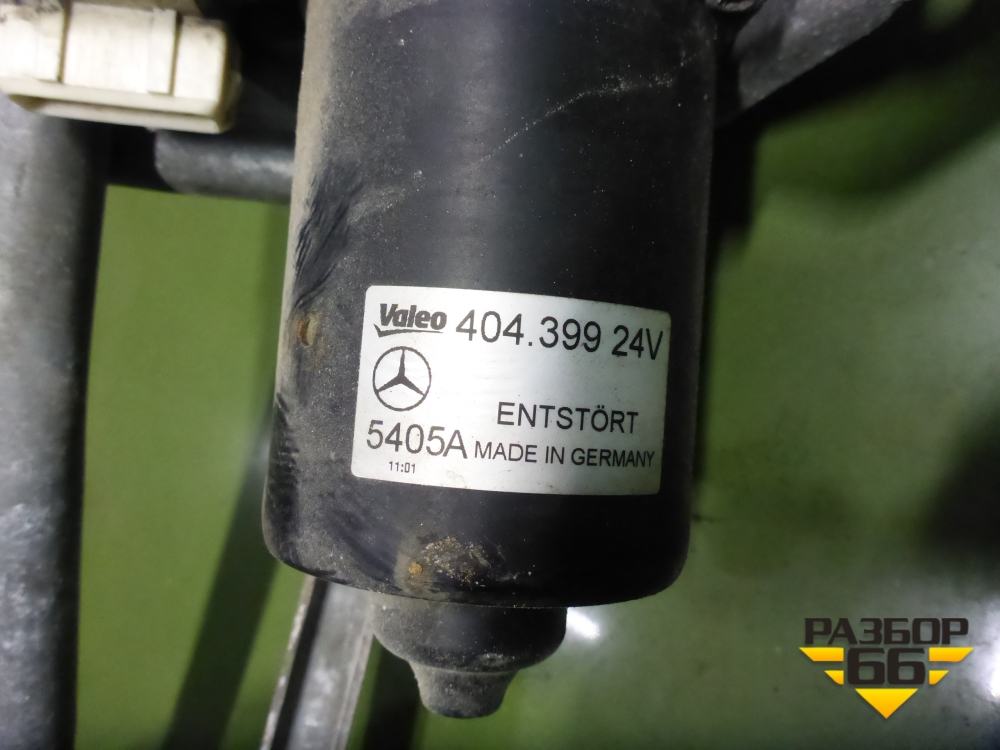 Valeo 404.399 24V
ENTSTÖRT
5405A MADE IN GERMANY
11:01
РАЗБОР
66